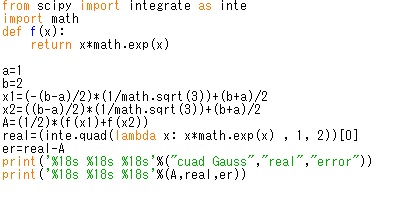 from scipy import integrate as inte
import math
def f(x):
    return x*math.exp(x)

a=1
b=2
x1=(-(b-a)/2)*(1/math.sqrt(3))+(b+a)/2
x2=((b-a)/2)*(1/math.sqrt(3))+(b+a)/2
A=(1/2)*(f(x1)+f(x2))
real=(inte.quad(lambda x: x*math.exp(x) , 1, 2))[0]
er=real-A
print('%18s %18s %18s'%("cuad Gauss","real","error"))
print('%18s %18s %18s'%(A,real,er))